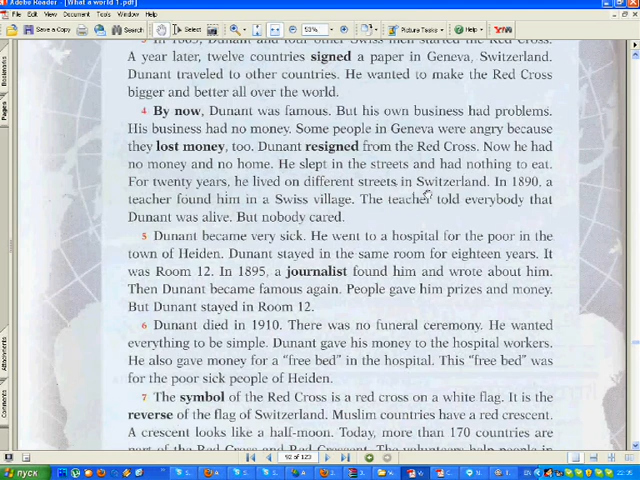 Adobe Reader - [What a world 1.pdf]
File Edit View Document Tools Window Help
Save a Copy Search Select 53% Picture Tasks Help
3 In 1863, Dunant and four other Swiss men started the Red Cross.
A year later, twelve countries signed a paper in Geneva, Switzerland.
Dunant traveled to other countries. He wanted to make the Red Cross
bigger and better all over the world.
4 By now, Dunant was famous. But his own business had problems.
His business had no money. Some people in Geneva were angry because
they lost money, too. Dunant resigned from the Red Cross. Now he had
no money and no home. He slept in the streets and had nothing to eat.
For twenty years, he lived on different streets in Switzerland. In 1890, a
teacher found him in a Swiss village. The teacher told everybody that
Dunant was alive. But nobody cared.
5 Dunant became very sick. He went to a hospital for the poor in the
town of Heiden. Dunant stayed in the same room for eighteen years. It
was Room 12. In 1895, a journalist found him and wrote about him.
Then Dunant became famous again. People gave him prizes and money.
But Dunant stayed in Room 12.
6 Dunant died in 1910. There was no funeral ceremony. He wanted
everything to be simple. Dunant gave his money to the hospital workers.
He also gave money for a "free bed" in the hospital. This "free bed" was
for the poor sick people of Heiden.
7 The symbol of the Red Cross is a red cross on a white flag. It is the
reverse of the flag of Switzerland. Muslim countries have a red crescent.
A crescent looks like a half-moon. Today, more than 170 countries are
part of the Red Cross and Red Crescent. The volunteers help people in
Bookmarks
Pages
Attachments
Comments
92 of 123
пуск